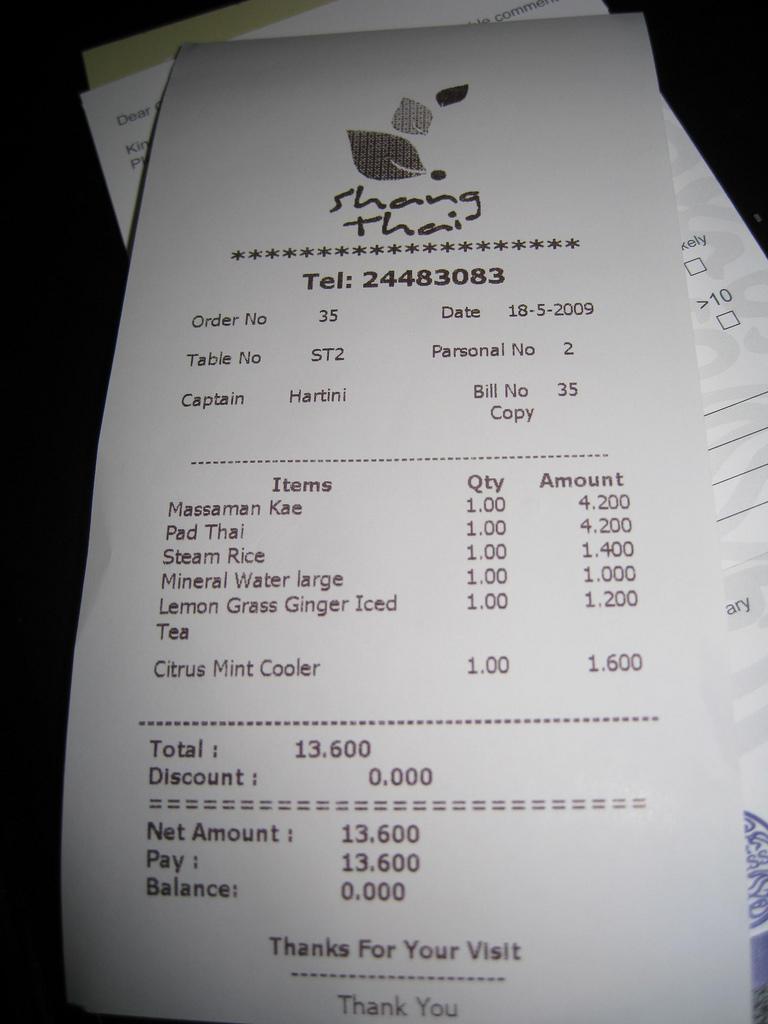 le commen
Dear
Kin
shang
Thai
********************
Tel: 24483083
Order No 35 Date 18-5-2009
Table No ST2 Parsonal No 2
Captain Hartini Bill No 35
Copy
Items Qty Amount
Massaman Kae 1.00 4.200
Pad Thai 1.00 4.200
Steam Rice 1.00 1.400
Mineral Water large 1.00 1.000
Lemon Grass Ginger Iced 1.00 1.200
Tea
Citrus Mint Cooler 1.00 1.600
Total : 13.600
Discount : 0.000
Net Amount : 13.600
Pay : 13.600
Balance: 0.000
Thanks For Your Visit
Thank You
kely
>10
ary